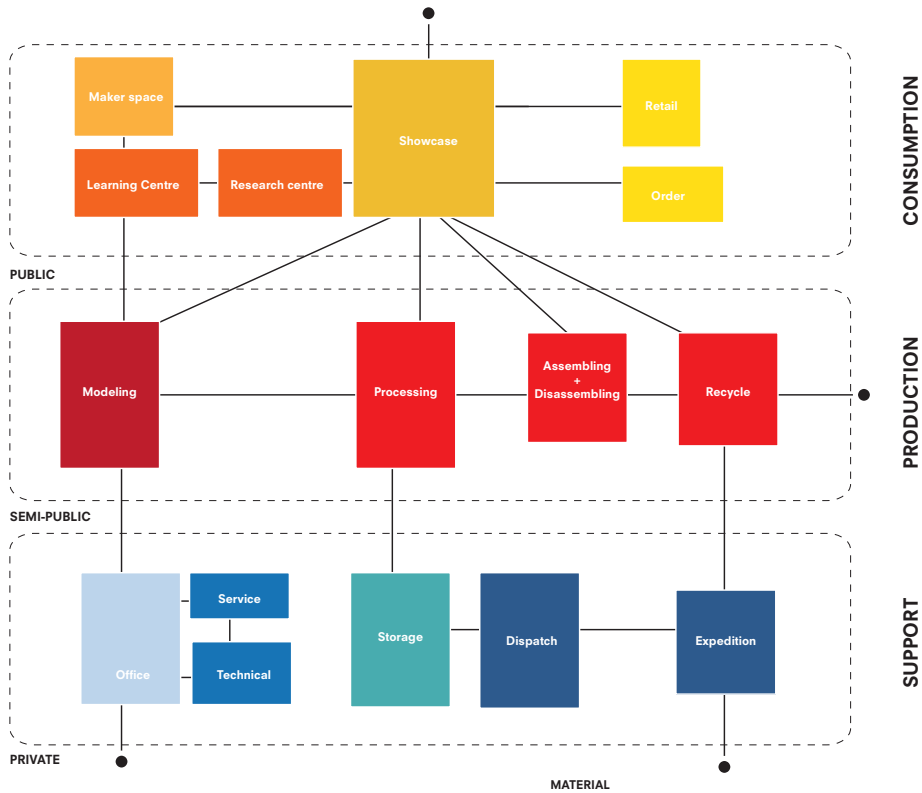 Maker space
Showcase
Retail
Learning Centre
Research centre
Order
CONSUMPTION
PUBLIC
Modeling
Processing
Assembling
+
Disassembling
Recycle
PRODUCTION
SEMI-PUBLIC
Office
Service
Technical
Storage
Dispatch
Expedition
SUPPORT
PRIVATE
MATERIAL